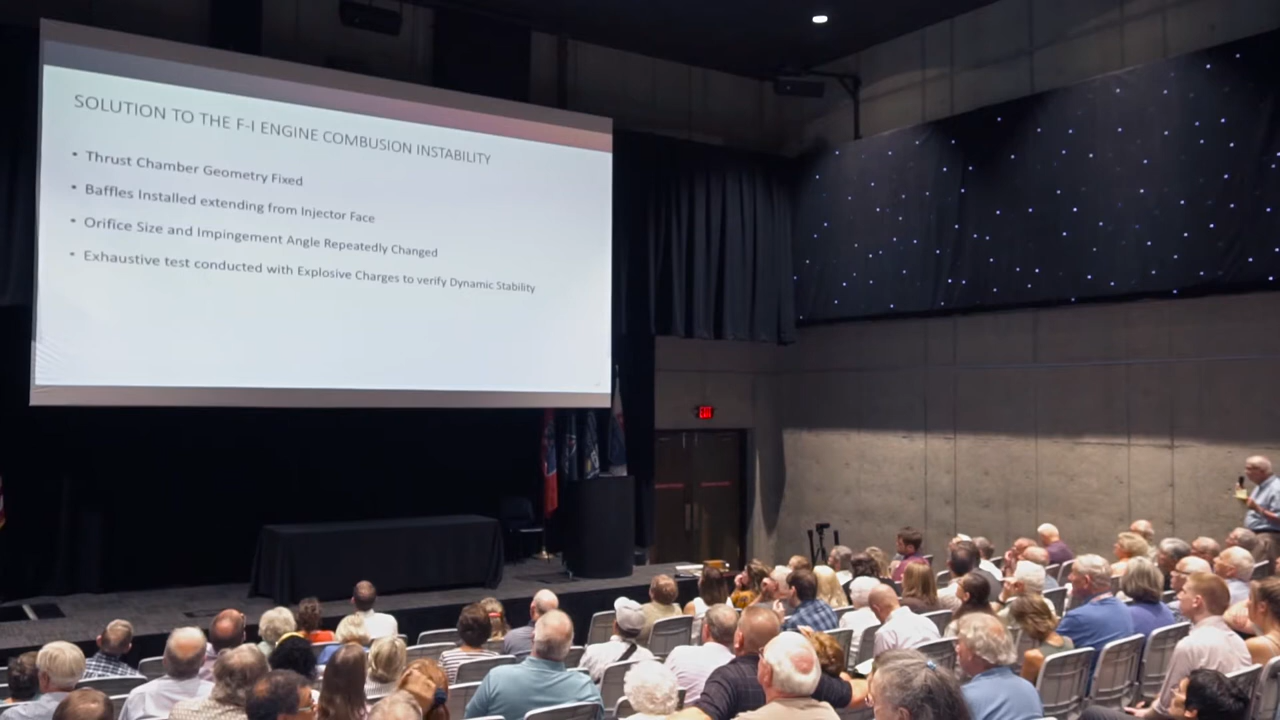 SOLUTION TO THE F-I ENGINE COMBUSION INSTABILITY
• Thrust Chamber Geometry Fixed
• Baffles Installed extending from Injector Face
• Orifice Size and Impingement Angle Repeatedly Changed
• Exhaustive test conducted with Explosive Charges to verify Dynamic Stability
EXIT